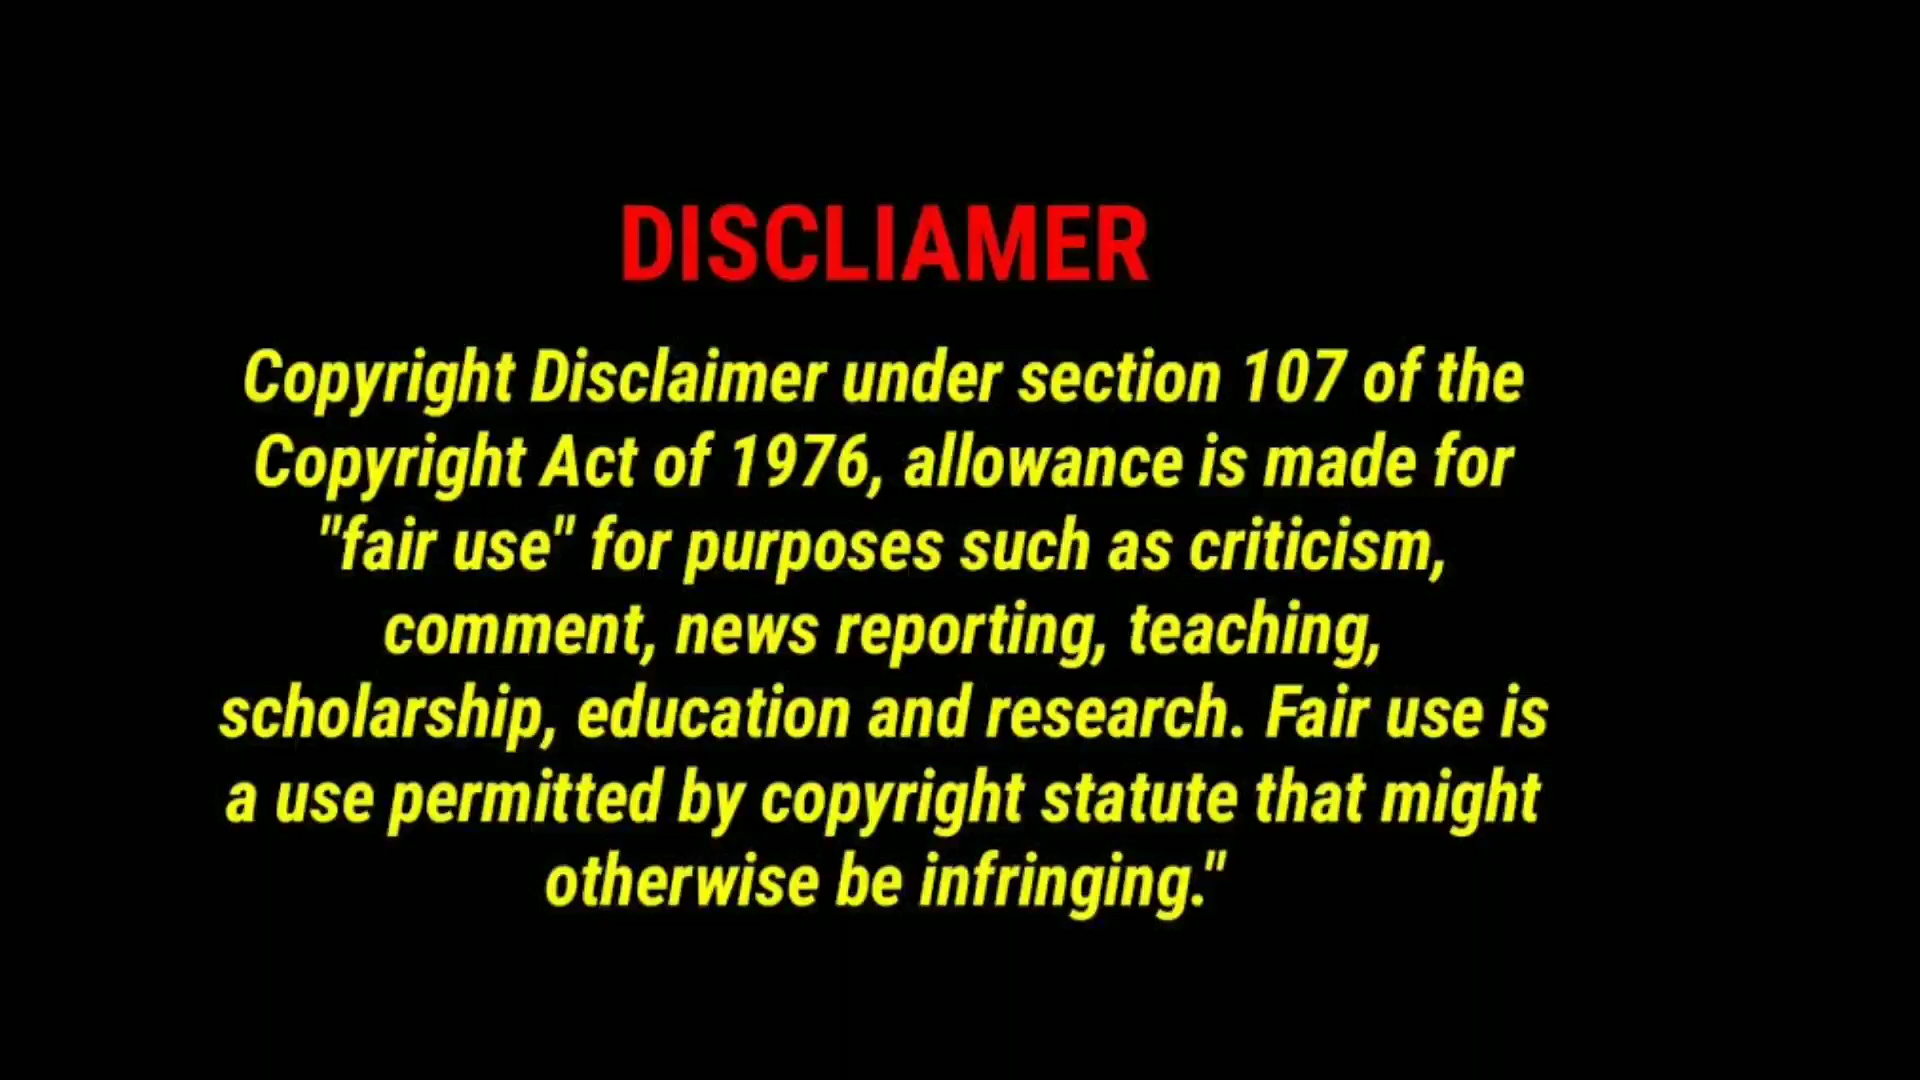 DISCLIAMER
Copyright Disclaimer under section 107 of the
Copyright Act of 1976, allowance is made for
"fair use" for purposes such as criticism,
comment, news reporting, teaching,
scholarship, education and research. Fair use is
a use permitted by copyright statute that might
otherwise be infringing."